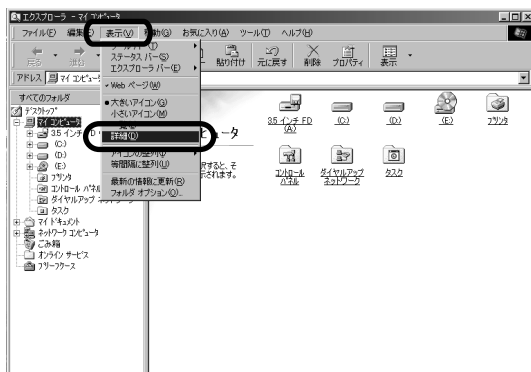 エクスプローラ - マイ コンピュータ
ファイル(F) 編集(E) 表示(V) 移動(G) お気に入り(A) ツール(T) ヘルプ(H)
戻る 進む 貼り付け 元に戻す 削除 プロパティ 表示
アドレス マイ コンピュータ
ツール バー(T)
ステータス バー(S)
エクスプローラ バー(E)
Web ページ(W)
大きいアイコン(G)
小さいアイコン(M)
詳細(D)
アイコンの整列(I)
等間隔に整列(U)
最新の情報に更新(R)
フォルダ オプション(O)...
すべてのフォルダ
デスクトップ
マイ コンピュータ
3.5 インチ FD
(C:)
(D:)
(E:)
プリンタ
コントロール パネル
ダイヤルアップ ネットワーク
タスク
マイ ドキュメント
ネットワーク コンピュータ
ごみ箱
オンライン サービス
ブリーフケース
ピュータ
択すると、そ
示されます。
3.5 インチ FD (A:)
(C:)
(D:)
(E:)
プリンタ
コントロール パネル
ダイヤルアップ ネットワーク
タスク